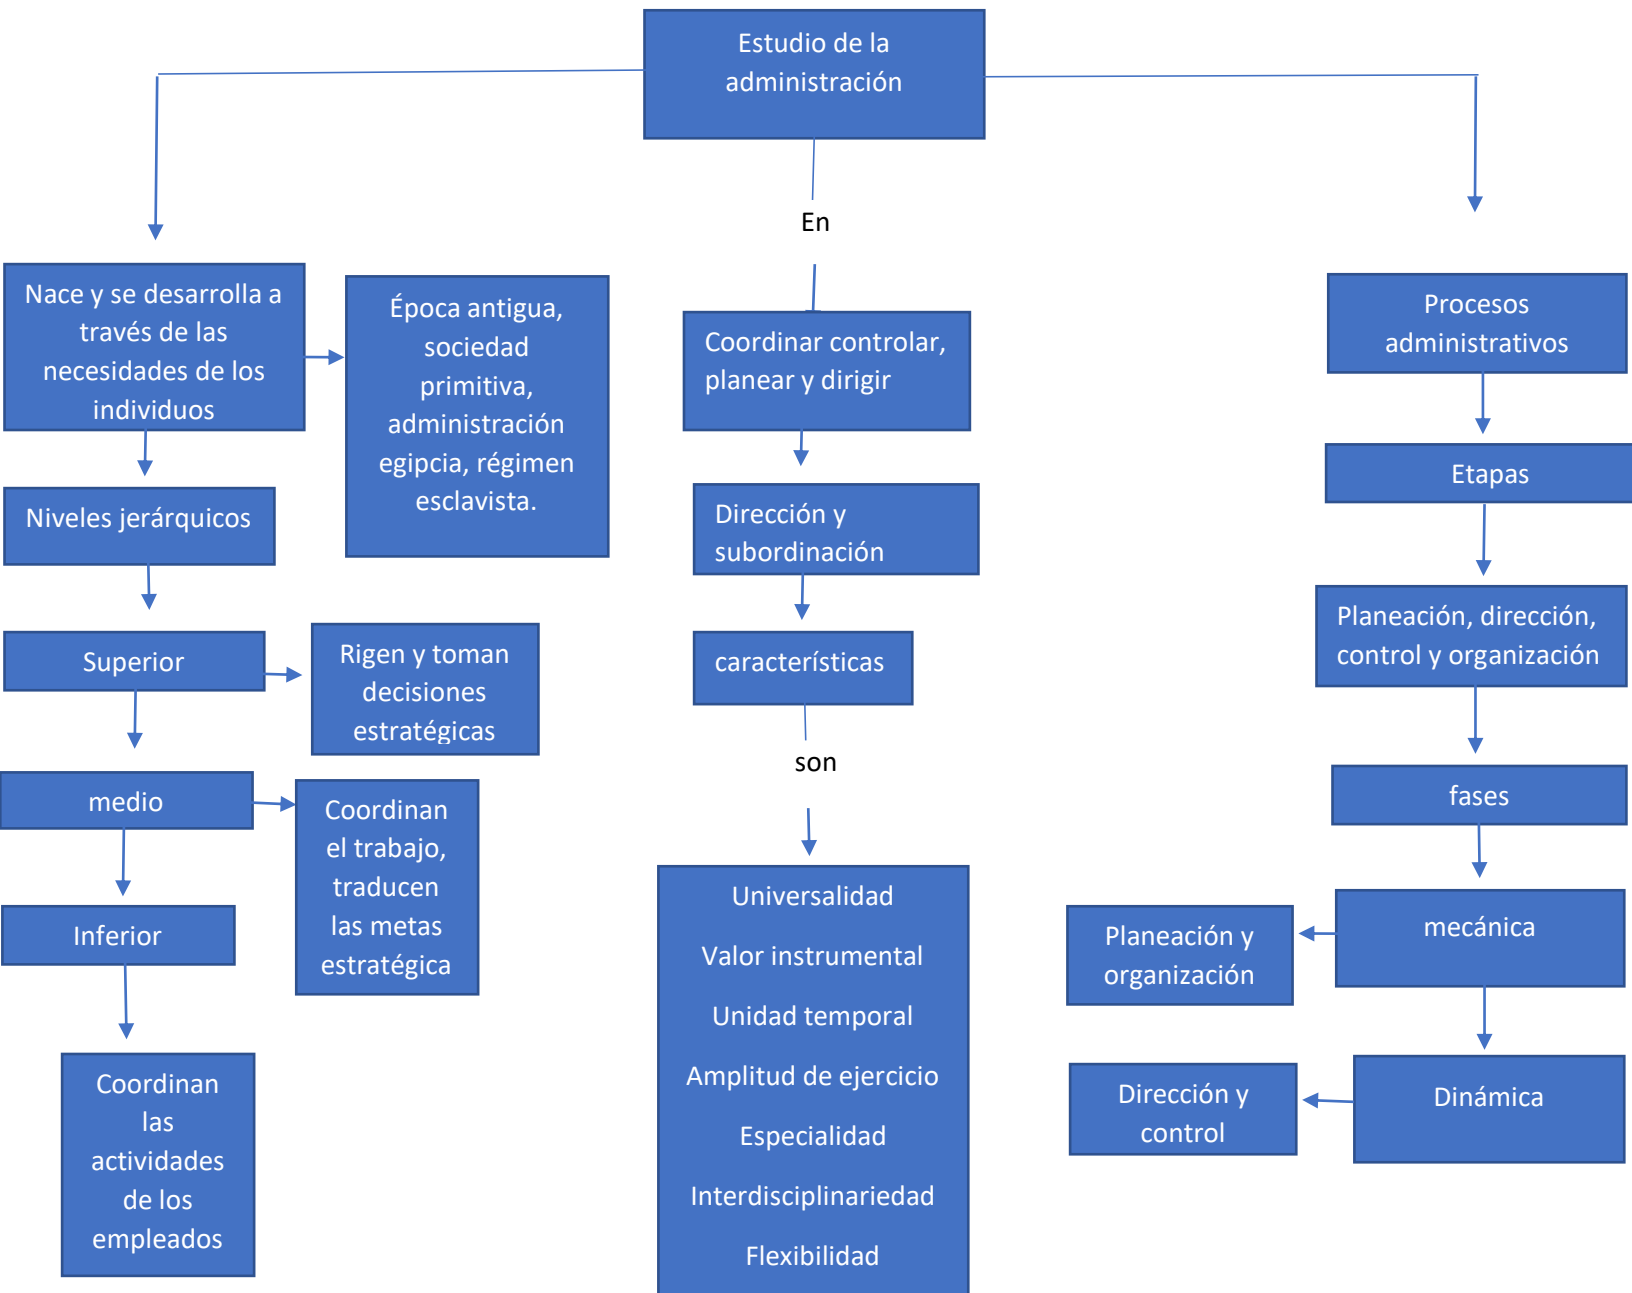 Estudio de la
administración
En
Nace y se desarrolla a
través de las
necesidades de los
individuos
Época antigua,
sociedad
primitiva,
administración
egipcia, régimen
esclavista.
Niveles jerárquicos
Superior
Rigen y toman
decisiones
estratégicas
medio
Coordinan
el trabajo,
traducen
las metas
estratégica
Inferior
Coordinan
las
actividades
de los
empleados
Coordinar controlar,
planear y dirigir
Dirección y
subordinación
características
son
Universalidad
Valor instrumental
Unidad temporal
Amplitud de ejercicio
Especialidad
Interdisciplinariedad
Flexibilidad
Procesos
administrativos
Etapas
Planeación, dirección,
control y organización
fases
mecánica
Planeación y
organización
Dinámica
Dirección y
control